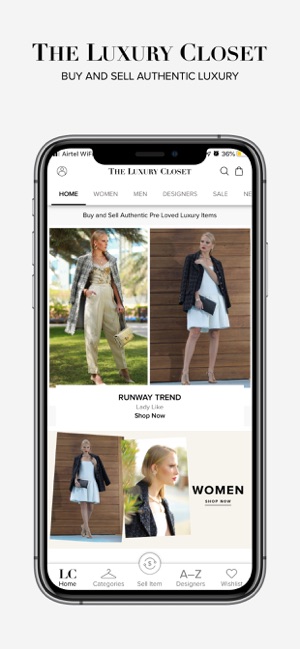 THE LUXURY CLOSET
BUY AND SELL AUTHENTIC LUXURY
Airtel WiF
36%
THE LUXURY CLOSET
HOME WOMEN MEN DESIGNERS SALE NE
Buy and Sell Authentic Pre Loved Luxury Items
RUNWAY TREND
Lady Like
Shop Now
WOMEN
SHOP NOW
LC $ A–Z
Home Categories Sell Item Designers Wishlist